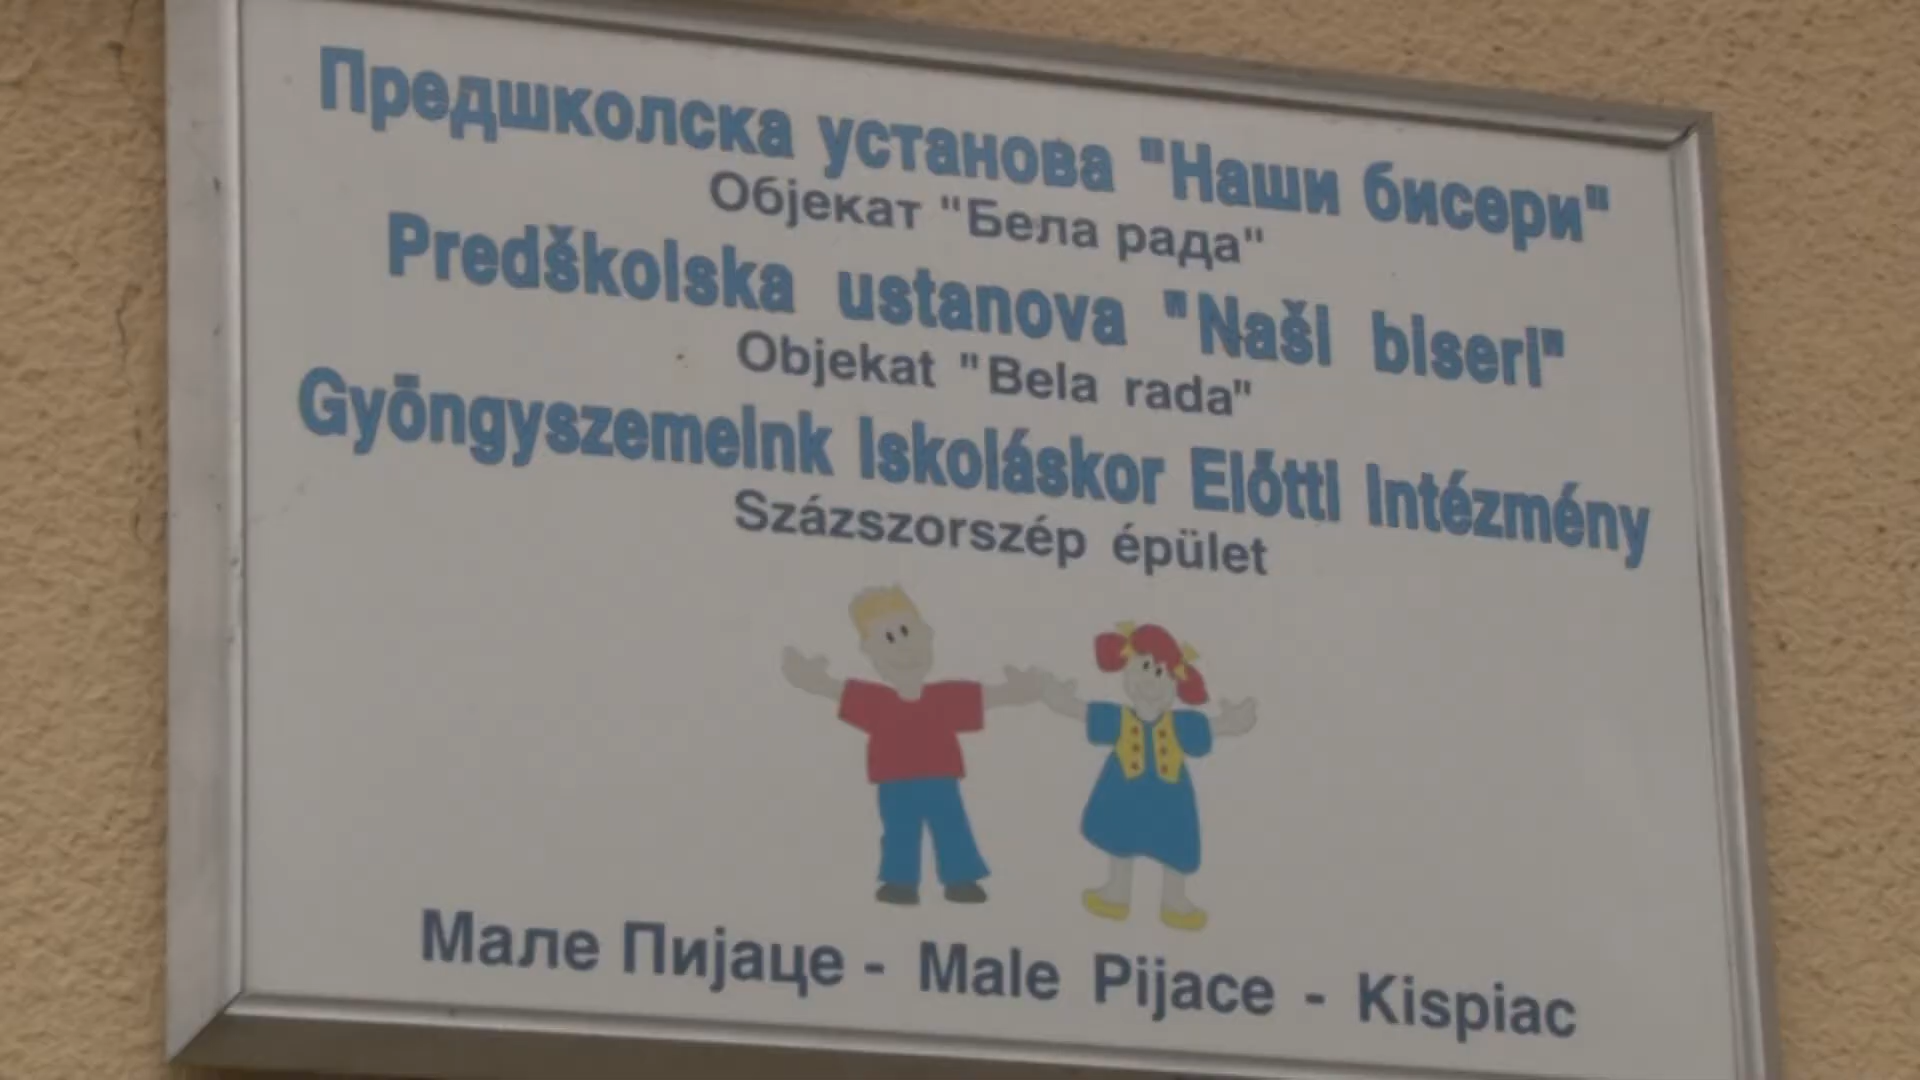 Предшколска установа "Наши бисери"
Објекат "Бела рада"
Predškolska ustanova "Naši biseri"
Objekat "Bela rada"
Gyöngyszemeink Iskoláskor Előtti Intézmény
Százszorszép épület
Мале Пијаце - Male Pijace - Kispiac